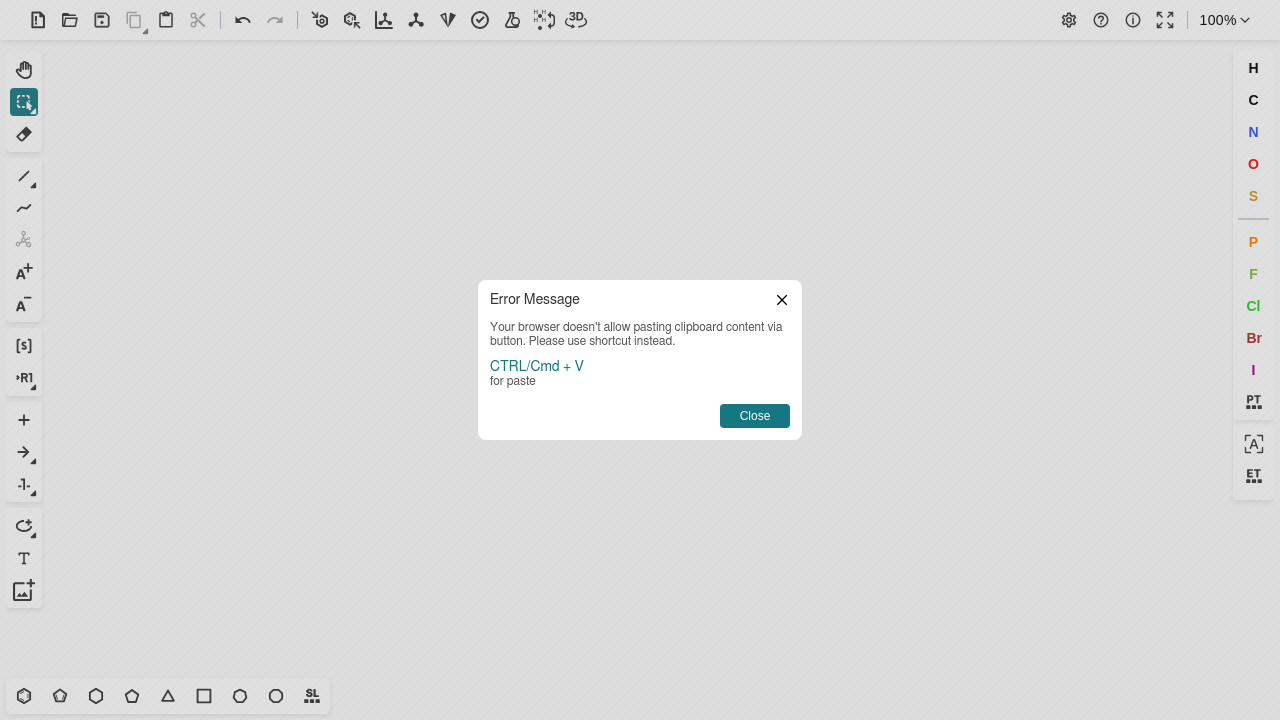 3D
100%
H
C
N
O
S
P
F
Cl
Br
I
PT
A
ET
A+
A−
[s]
R1
T
Error Message
Your browser doesn't allow pasting clipboard content via
button. Please use shortcut instead.
CTRL/Cmd + V
for paste
Close
SL